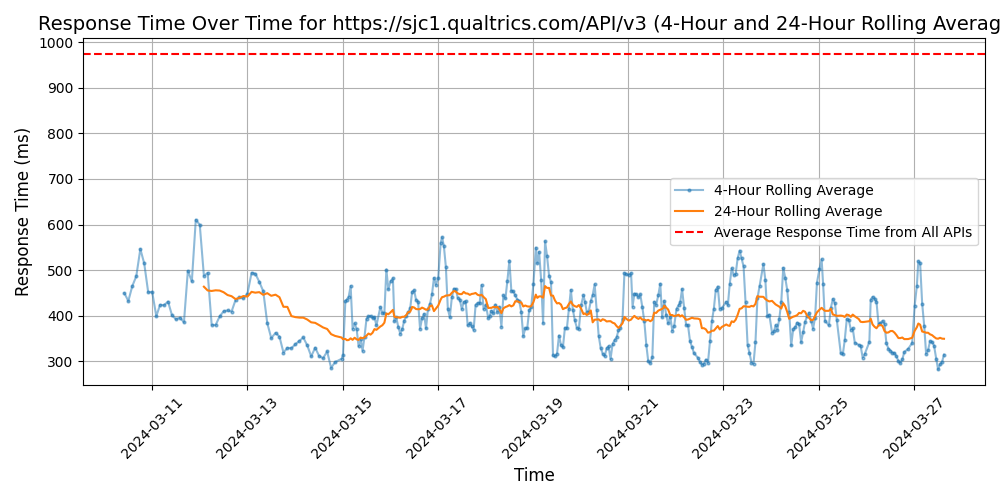 Response Time Over Time for https://sjc1.qualtrics.com/API/v3 (4-Hour and 24-Hour Rolling Averag
Response Time (ms)
1000
900
800
700
600
500
400
300
4-Hour Rolling Average
24-Hour Rolling Average
Average Response Time from All APIs
2024-03-11
2024-03-13
2024-03-15
2024-03-17
2024-03-19
2024-03-21
2024-03-23
2024-03-25
2024-03-27
Time